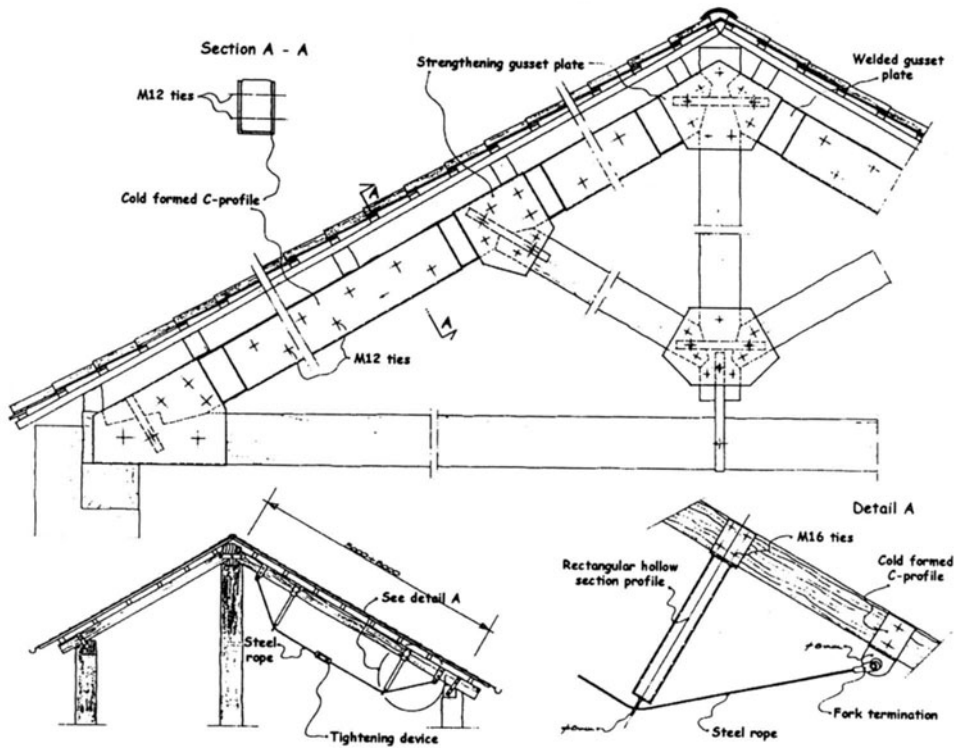 Section A - A
M12 ties
Cold formed C-profile
Strengthening gusset plate
Welded gusset
plate
A
A
M12 ties
See detail A
Steel
rope
Tightening device
Detail A
M16 ties
Rectangular hollow
section profile
Cold formed
C-profile
Steel rope
Fork termination